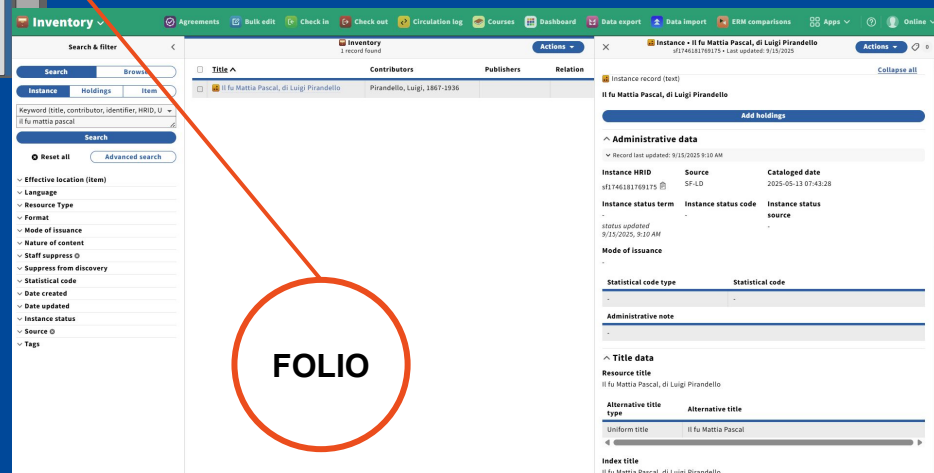 Inventory
Agreements Bulk edit Check in Check out Circulation log Courses Dashboard Data export Data import ERM comparisons Apps Online
Search & filter
Search Browse
Instance Holdings Item
Keyword (title, contributor, identifier, HRID, U
il fu mattia pascal
Search
Reset all Advanced search
Effective location (item)
Language
Resource Type
Format
Mode of issuance
Nature of content
Staff suppress
Suppress from discovery
Statistical code
Date created
Date updated
Instance status
Source
Tags
Inventory
1 record found
Actions
Title Contributors Publishers Relation
Il fu Mattia Pascal, di Luigi Pirandello Pirandello, Luigi, 1867-1936
FOLIO
Instance • Il fu Mattia Pascal, di Luigi Pirandello
sf1746181769175 • Last updated: 9/15/2025
Actions 0
Collapse all
Instance record (text)
Il fu Mattia Pascal, di Luigi Pirandello
Add holdings
Administrative data
Record last updated: 9/15/2025 9:10 AM
Instance HRID Source Cataloged date
sf1746181769175 SF-LD 2025-05-13 07:43:28
Instance status term Instance status code Instance status source
- - -
status updated
9/15/2025, 9:10 AM
Mode of issuance
-
Statistical code type Statistical code
- -
Administrative note
-
Title data
Resource title
Il fu Mattia Pascal, di Luigi Pirandello
Alternative title type Alternative title
Uniform title Il fu Mattia Pascal
Index title
Il fu Mattia Pascal, di Luigi Pirandello